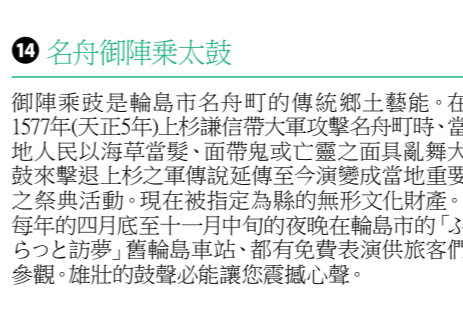 14 名舟御陣乗太鼓
御陣乗豉是輪島市名舟町的傳統鄉土藝能。在
1577年(天正5年)上杉謙信帶大軍攻擊名舟町時、當
地人民以海草當髮、面帶鬼或亡靈之面具亂舞大
鼓來擊退上杉之軍傳說延傳至今演變成當地重要
之祭典活動。現在被指定為縣的無形文化財產。
每年的四月底至十一月中旬的夜晚在輪島市的「ふ
らっと訪夢」舊輪島車站、都有免費表演供旅客們
參觀。雄壯的鼓聲必能讓您震撼心聲。